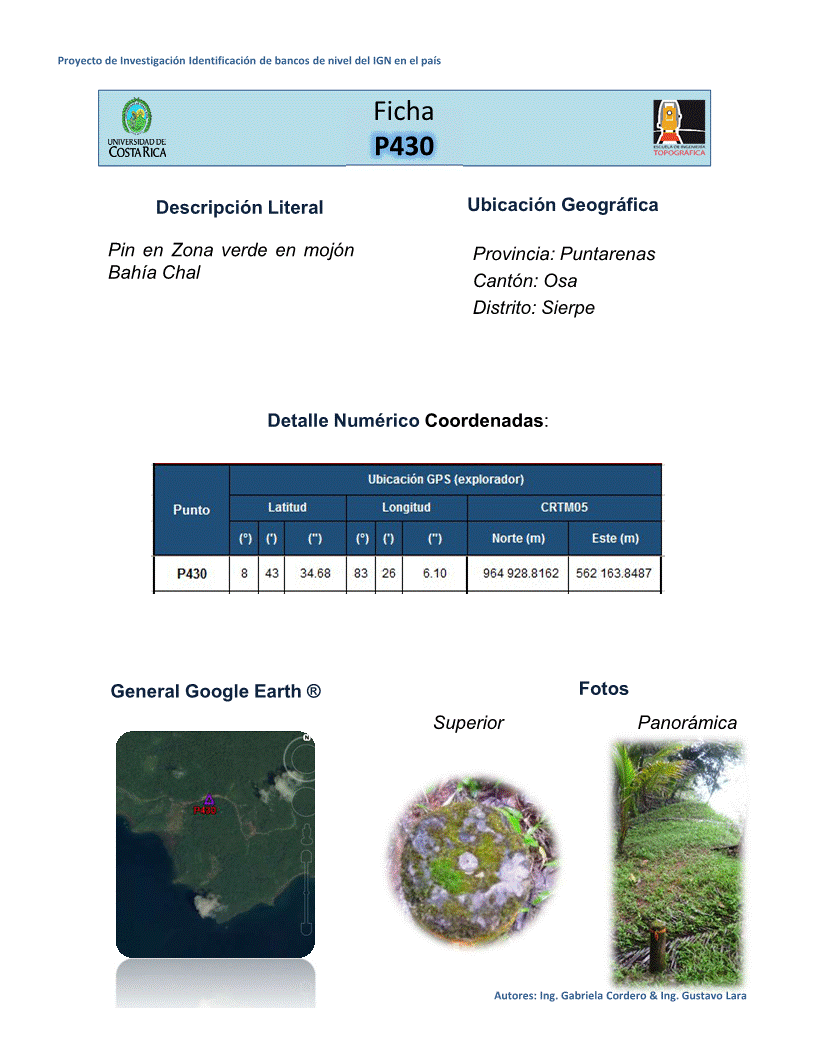 Proyecto de Investigación Identificación de bancos de nivel del IGN en el país
UNIVERSIDAD DE
COSTA RICA
Ficha
P430
ESCUELA DE INGENIERÍA
TOPOGRÁFICA
Descripción Literal
Pin en Zona verde en mojón
Bahía Chal
Ubicación Geográfica
Provincia: Puntarenas
Cantón: Osa
Distrito: Sierpe
Detalle Numérico Coordenadas:
Punto Ubicación GPS (explorador)
Latitud Longitud CRTM05
(°) (') (") (°) (') (") Norte (m) Este (m)
P430 8 43 34.68 83 26 6.10 964 928.8162 562 163.8487
General Google Earth ®
Fotos
Superior Panorámica
P430
Autores: Ing. Gabriela Cordero & Ing. Gustavo Lara